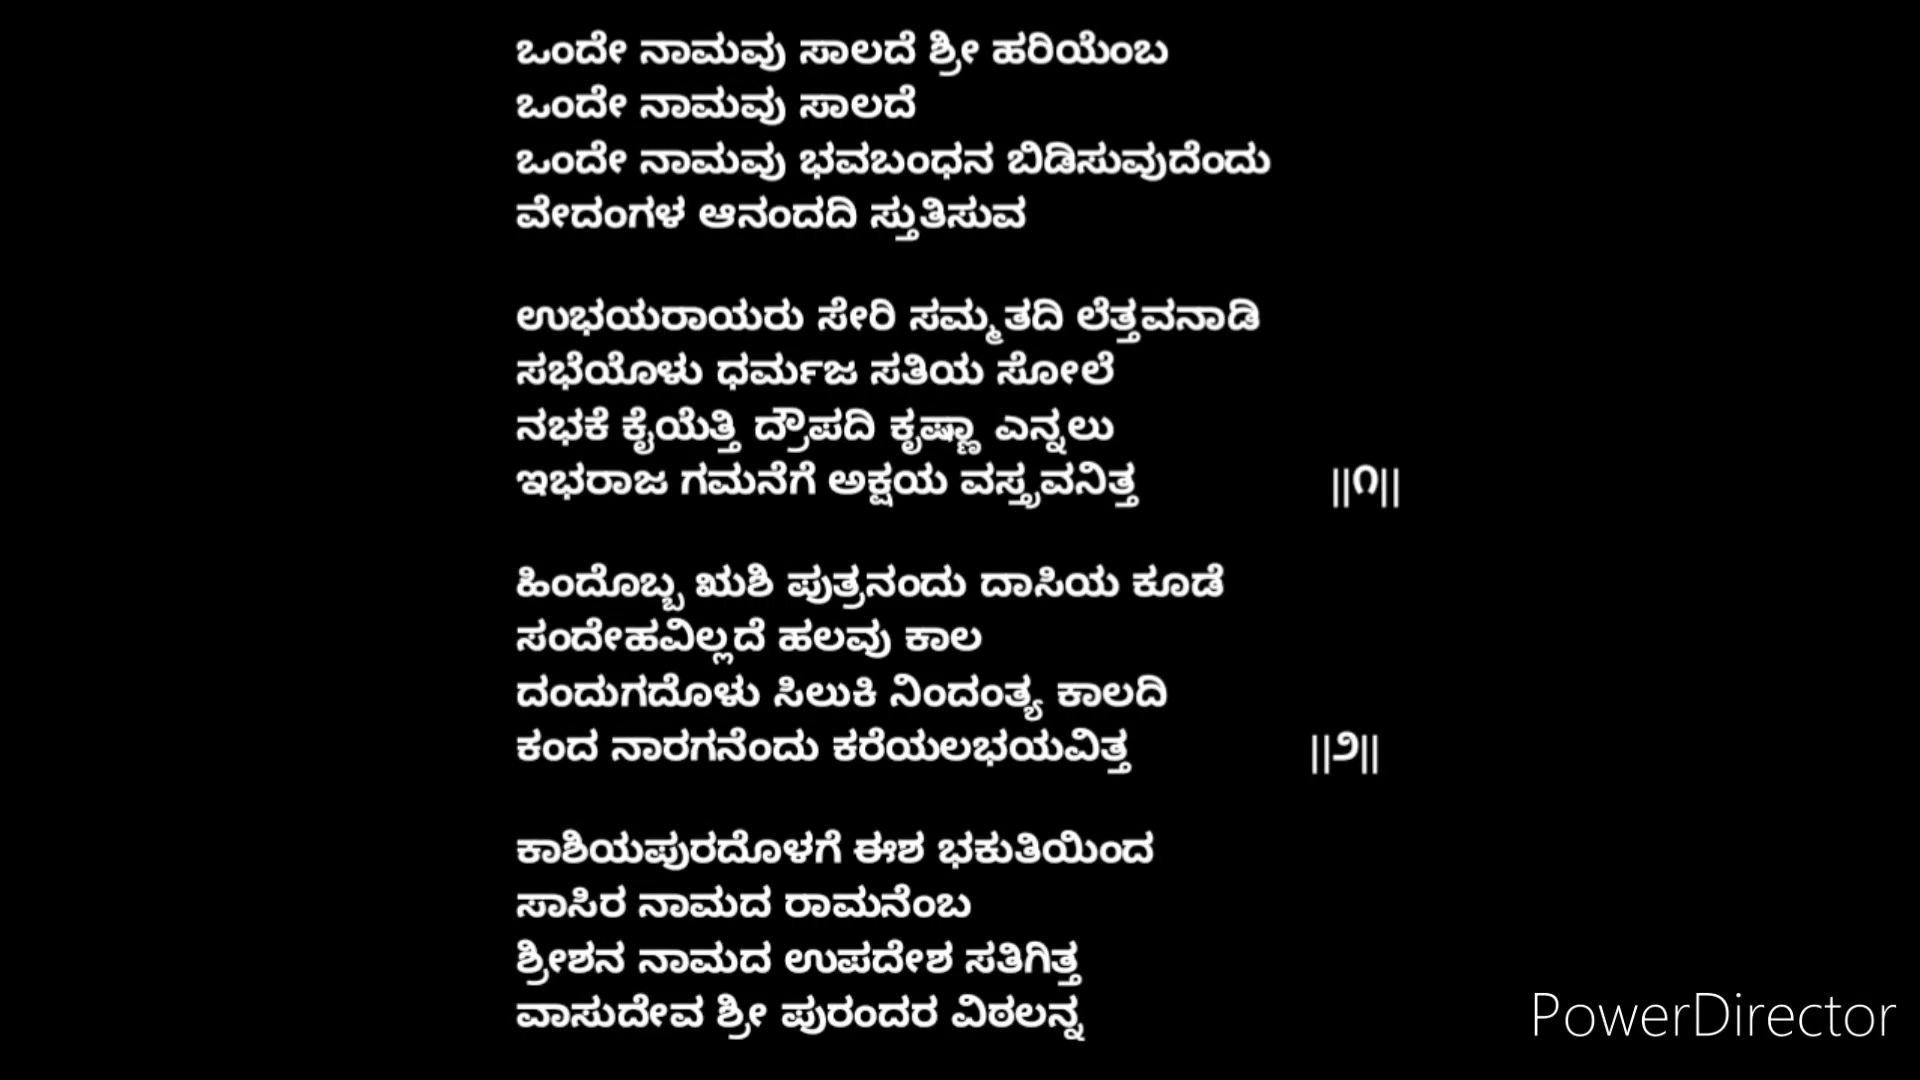 ಒಂದೇ ನಾಮವು ಸಾಲದೆ ಶ್ರೀ ಹರಿಯೆಂಬ
ಒಂದೇ ನಾಮವು ಸಾಲದೆ
ಒಂದೇ ನಾಮವು ಭವಬಂಧನ ಬಿಡಿಸುವುದೆಂದು
ವೇದಂಗಳ ಆನಂದದಿ ಸ್ತುತಿಸುವ
ಉಭಯರಾಯರು ಸೇರಿ ಸಮ್ಮತದಿ ಲೆತ್ತವನಾಡಿ
ಸಭೆಯೊಳು ಧರ್ಮಜ ಸತಿಯ ಸೋಲೆ
ನಭಕೆ ಕೈಯೆತ್ತಿ ದ್ರೌಪದಿ ಕೃಷ್ಣಾ ಎನ್ನಲು
ಇಭರಾಜ ಗಮನೆಗೆ ಅಕ್ಷಯ ವಸ್ತ್ರವನಿತ್ತ ||೧||
ಹಿಂದೊಬ್ಬ ಋಶಿ ಪುತ್ರನಂದು ದಾಸಿಯ ಕೂಡೆ
ಸಂದೇಹವಿಲ್ಲದೆ ಹಲವು ಕಾಲ
ದಂದುಗದೊಳು ಸಿಲುಕಿ ನಿಂದಂತ್ಯ ಕಾಲದಿ
ಕಂದ ನಾರಗನೆಂದು ಕರೆಯಲಭಯವಿತ್ತ ||೨||
ಕಾಶಿಯಪುರದೊಳಗೆ ಈಶ ಭಕುತಿಯಿಂದ
ಸಾಸಿರ ನಾಮದ ರಾಮನೆಂಬ
ಶ್ರೀಶನ ನಾಮದ ಉಪದೇಶ ಸತಿಗಿತ್ತ
ವಾಸುದೇವ ಶ್ರೀ ಪುರಂದರ ವಿಠಲನ್ನ
PowerDirector